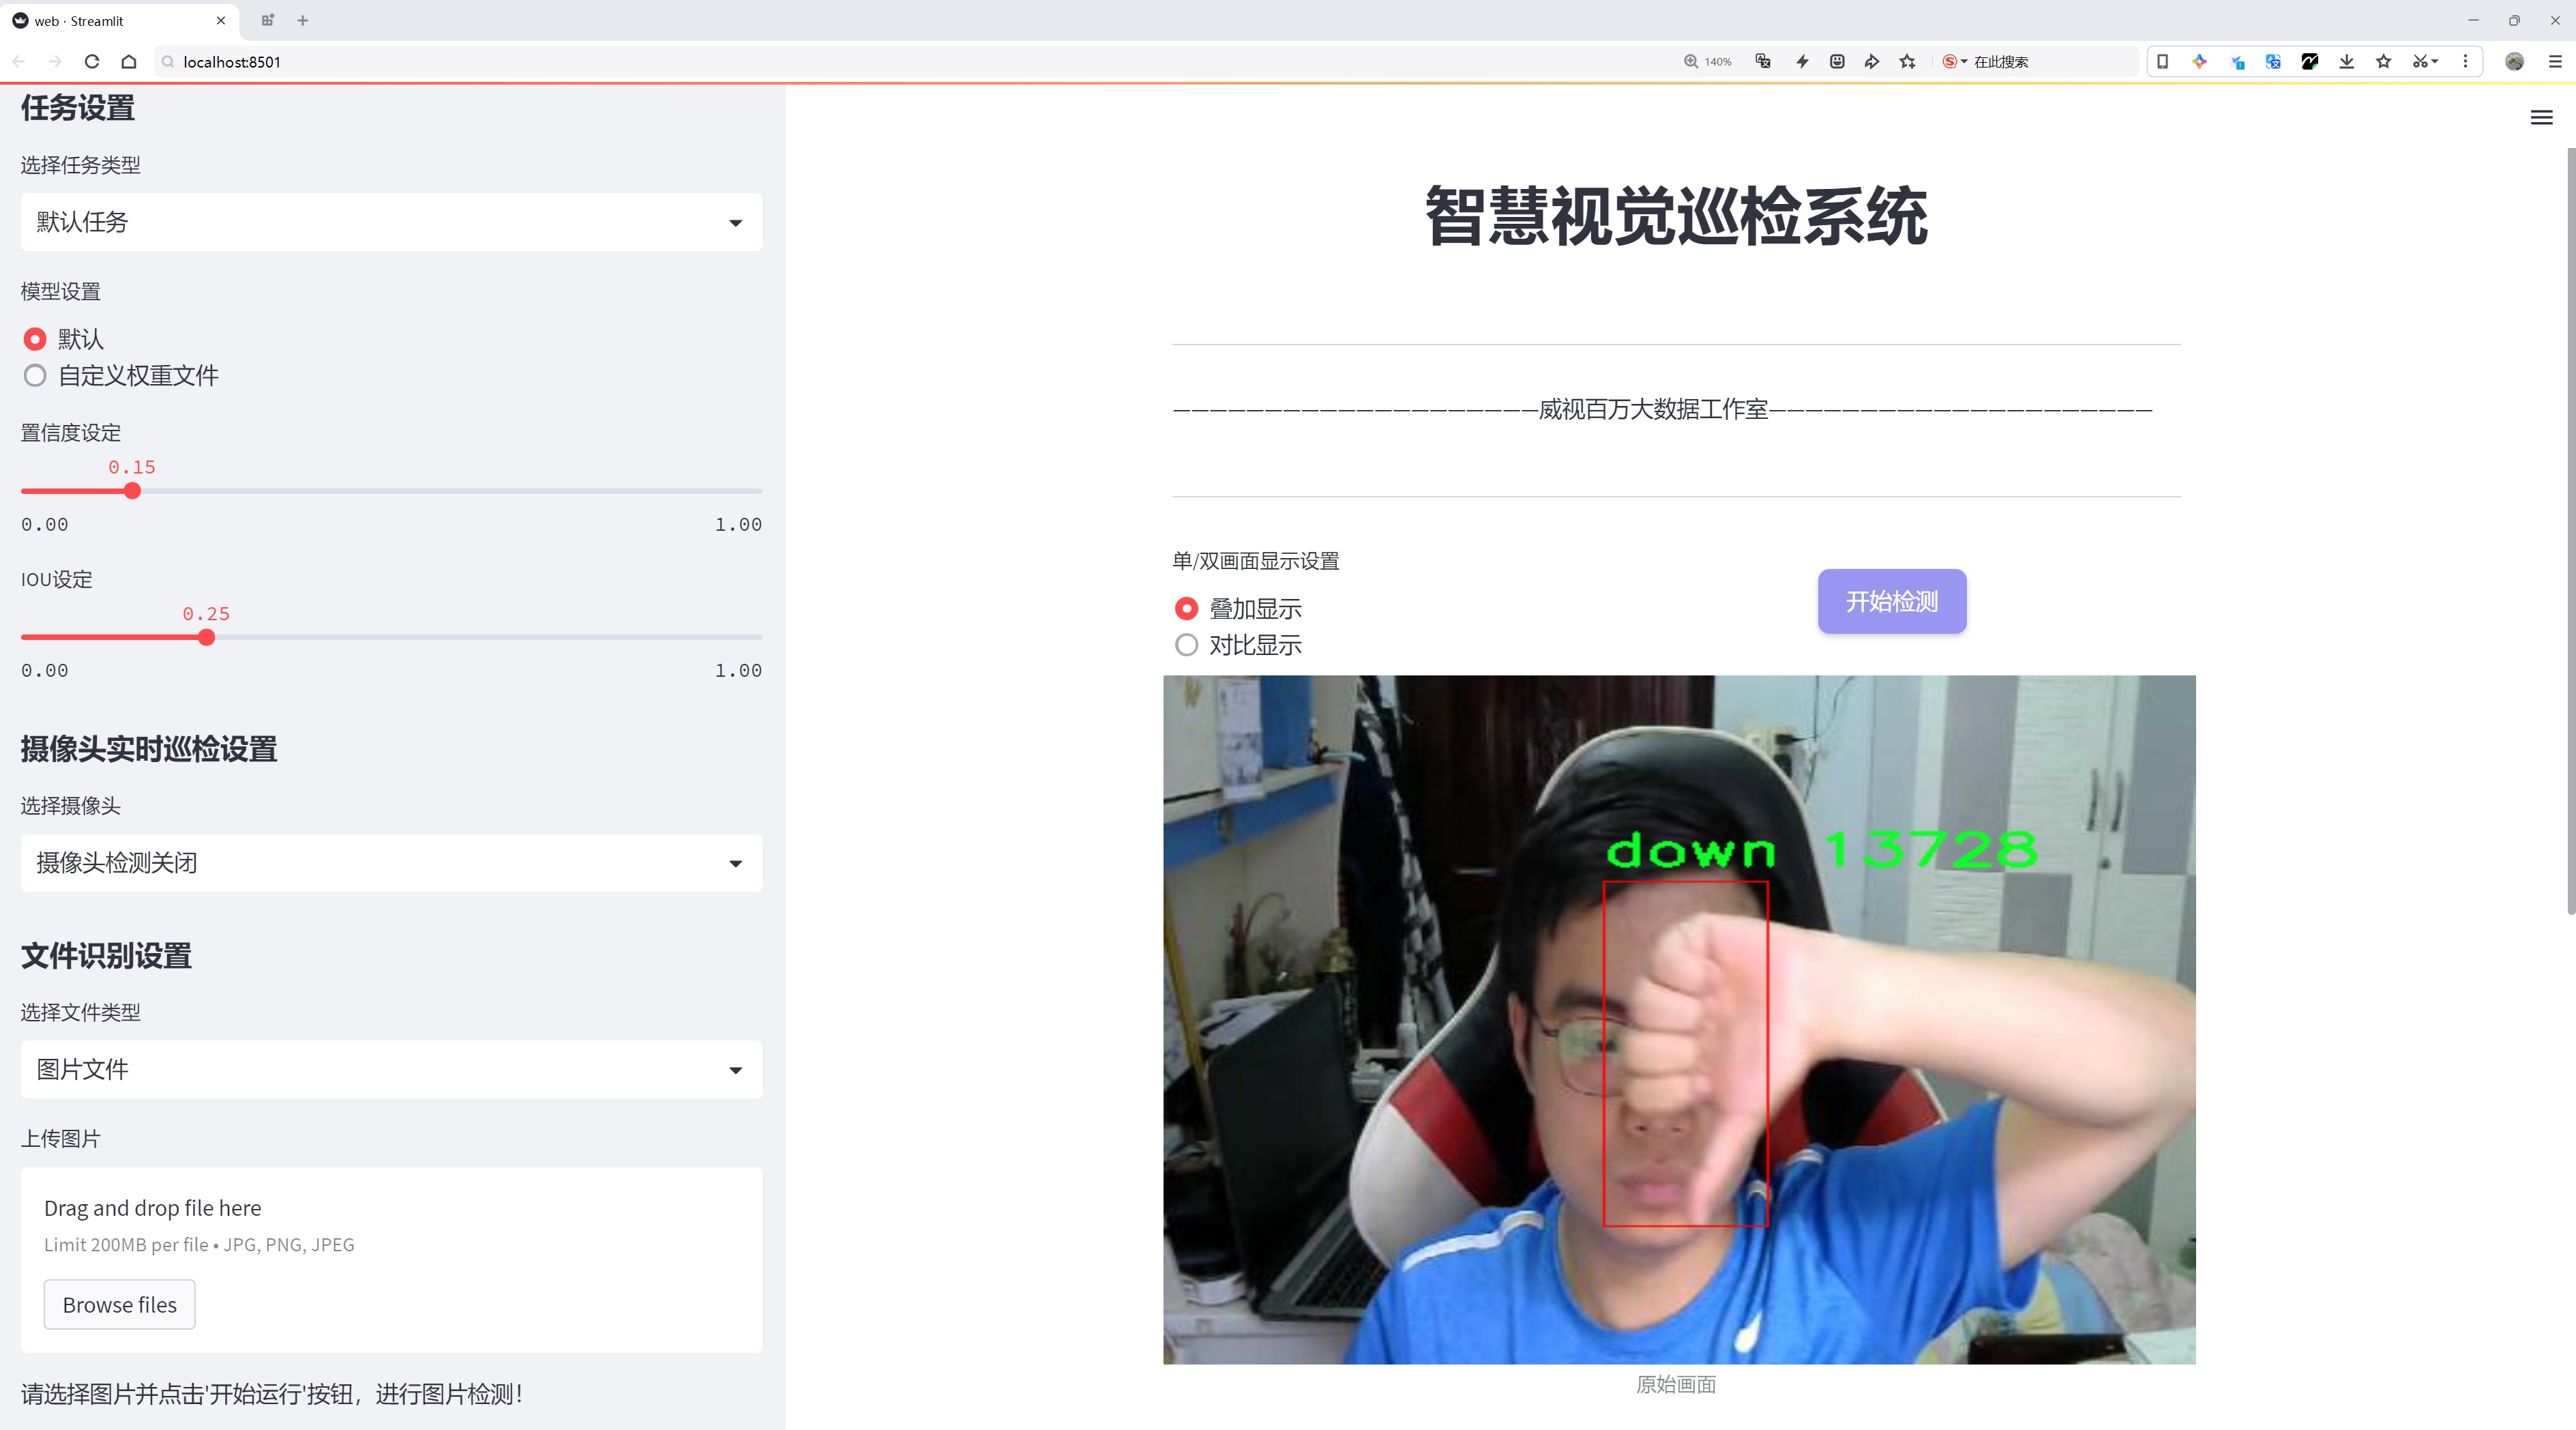 web · Streamlit
localhost:8501
140%
在此搜索
任务设置
选择任务类型
默认任务
模型设置
默认
自定义权重文件
置信度设定
0.15
0.00
1.00
IOU设定
0.25
0.00
1.00
摄像头实时巡检设置
选择摄像头
摄像头检测关闭
文件识别设置
选择文件类型
图片文件
上传图片
Drag and drop file here
Limit 200MB per file • JPG, PNG, JPEG
Browse files
请选择图片并点击'开始运行'按钮，进行图片检测！
智慧视觉巡检系统
—————————————————————威视百万大数据工作室——————————————————————
单/双画面显示设置
叠加显示
对比显示
开始检测
down 13728
原始画面